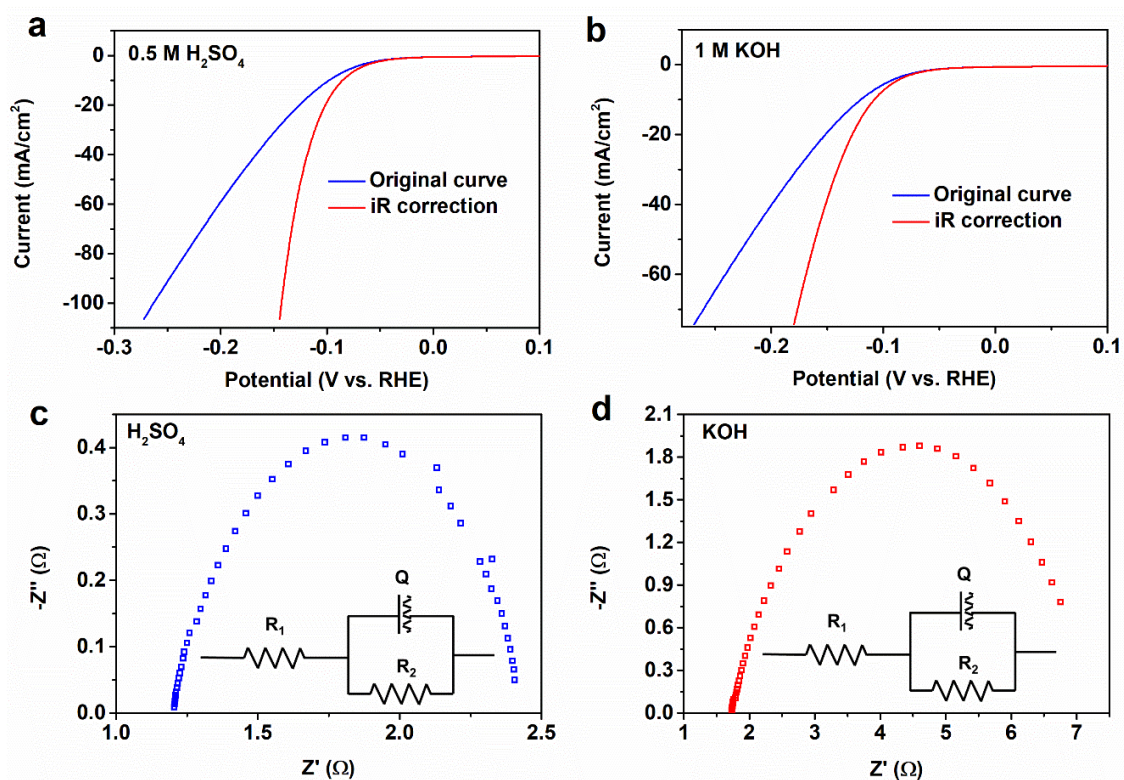 a
0.5 M H₂SO₄
0
-20
-40
-60
-80
-100
Current (mA/cm²)
Original curve
iR correction
-0.3
-0.2
-0.1
0.0
0.1
Potential (V vs. RHE)
b
1 M KOH
0
-20
-40
-60
Current (mA/cm²)
Original curve
iR correction
-0.2
-0.1
0.0
0.1
Potential (V vs. RHE)
c
H₂SO₄
0.4
0.3
0.2
0.1
0.0
-Z'' (Ω)
Q
R₁
R₂
1.0
1.5
2.0
2.5
Z' (Ω)
d
KOH
2.1
1.8
1.5
1.2
0.9
0.6
0.3
0.0
-Z'' (Ω)
Q
R₁
R₂
1
2
3
4
5
6
7
Z' (Ω)